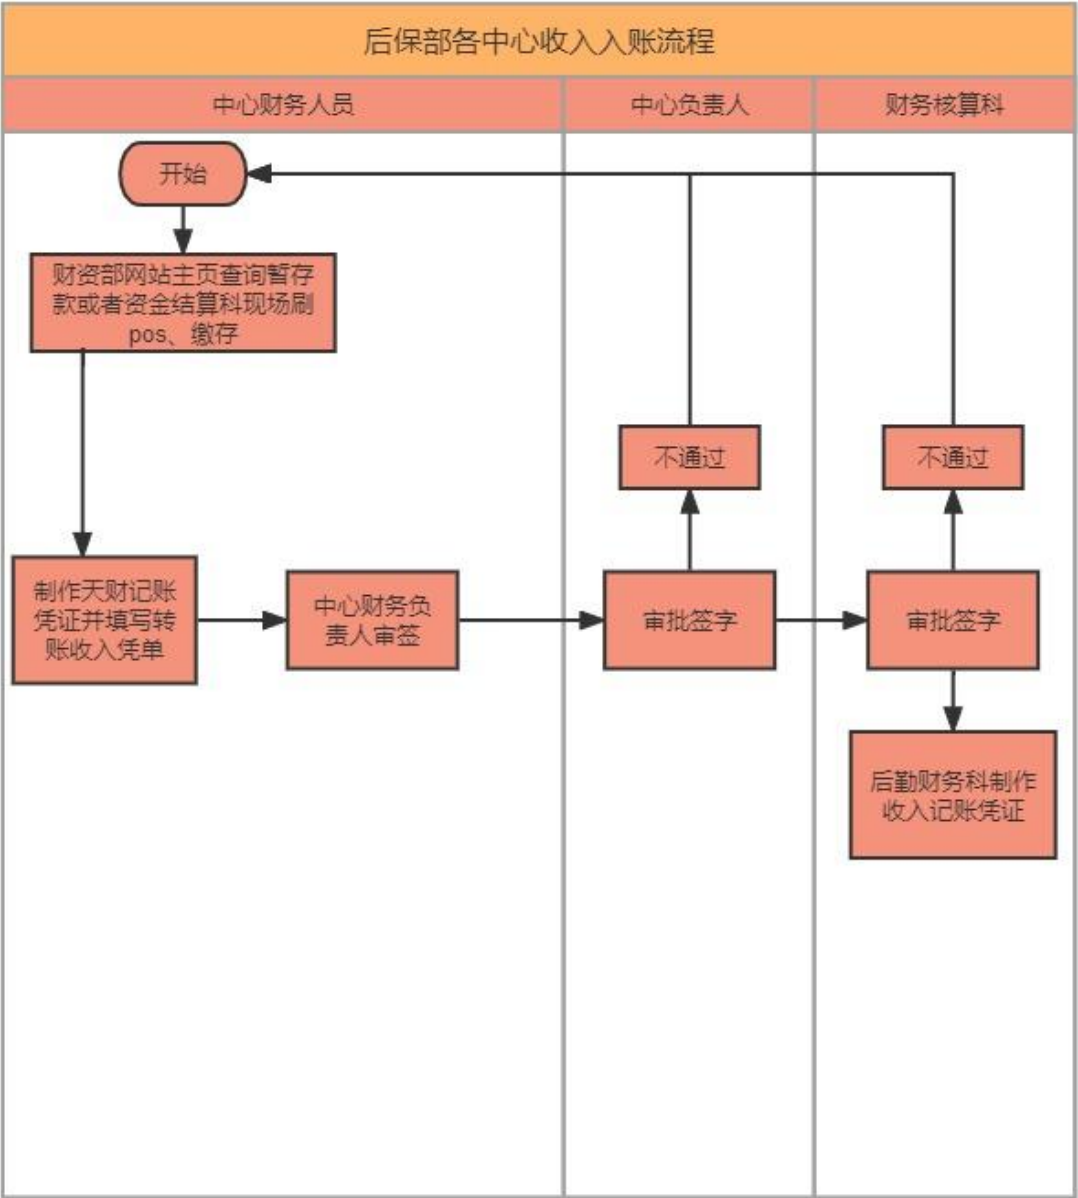 后保部各中心收入入账流程
中心财务人员
中心负责人
财务核算科
开始
财资部网站主页查询暂存
款或者资金结算科现场刷
pos、缴存
不通过
不通过
制作天财记账
凭证并填写转
账收入凭单
中心财务负
责人审签
审批签字
审批签字
后勤财务科制作
收入记账凭证